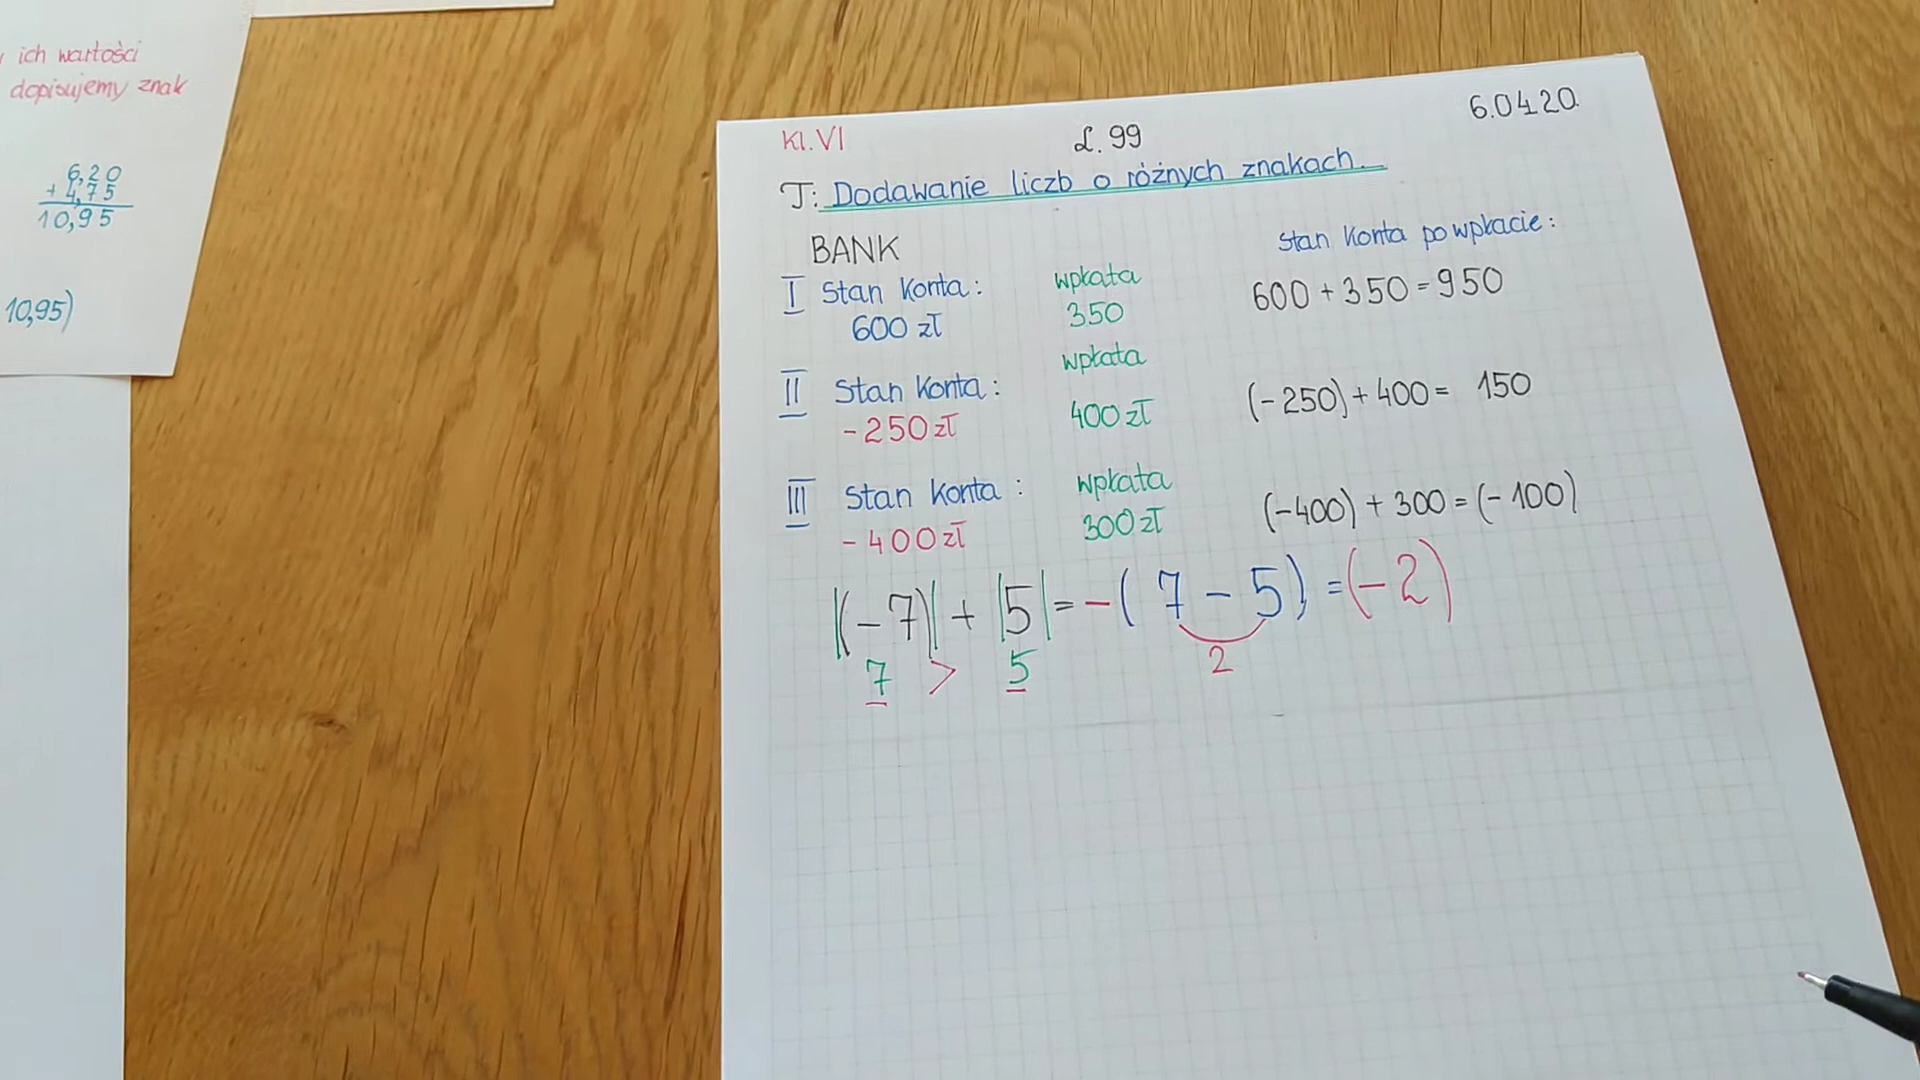 ich wartości
dopisujemy znak
6,20
+ 4,75
10,95
10,95)
Kl. VI
L. 99
6.04.20.
T: Dodawanie liczb o różnych znakach.
BANK
Stan konta po wpłacie:
I Stan konta: wpłata
600 zł 350
600 + 350 = 950
II Stan konta: wpłata
-250 zł 400 zł
(-250) + 400 = 150
III Stan konta: wpłata
-400 zł 300 zł
(-400) + 300 = (-100)
|(-7)| + |5| = -(7 - 5) = (-2)
7 > 5 2